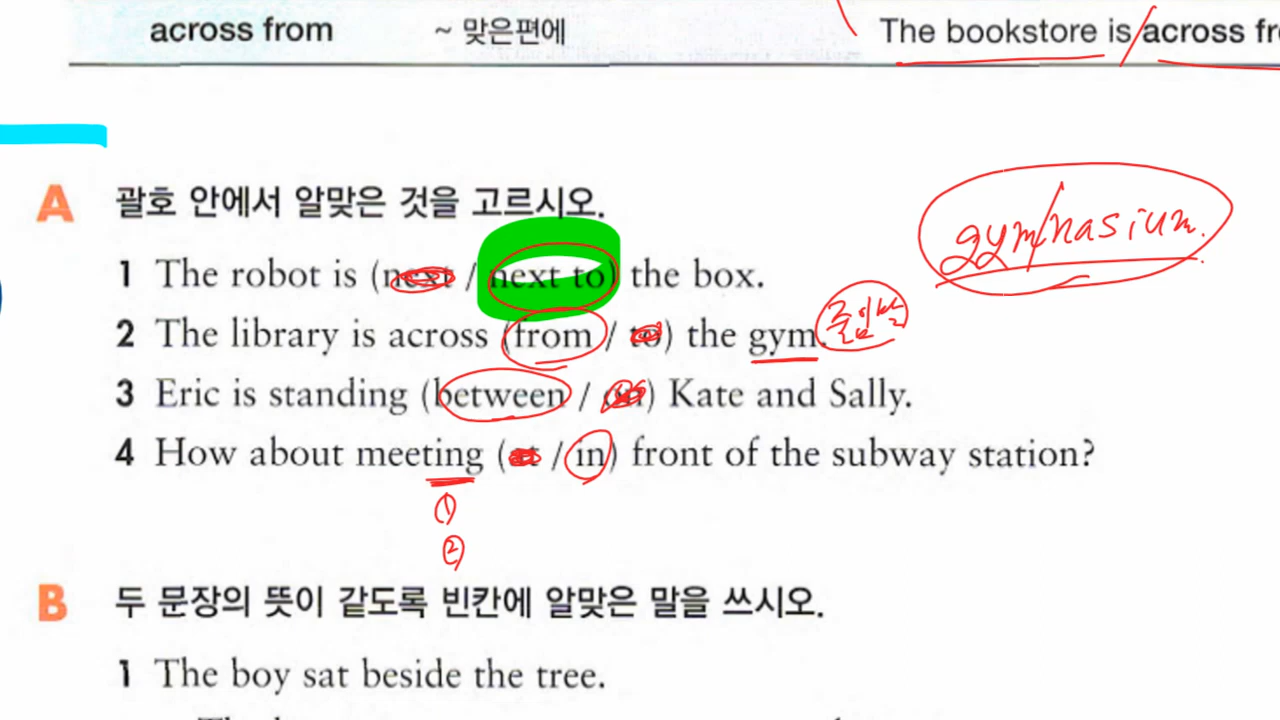 across from ~ 맞은편에 The bookstore is / across fr
A 괄호 안에서 알맞은 것을 고르시오.
gym/nasium.
1 The robot is (next / next to) the box.
2 The library is across (from / to) the gym. 줄임말
3 Eric is standing (between / ) Kate and Sally.
4 How about meeting (at / in) front of the subway station?
①
②
B 두 문장의 뜻이 같도록 빈칸에 알맞은 말을 쓰시오.
1 The boy sat beside the tree.